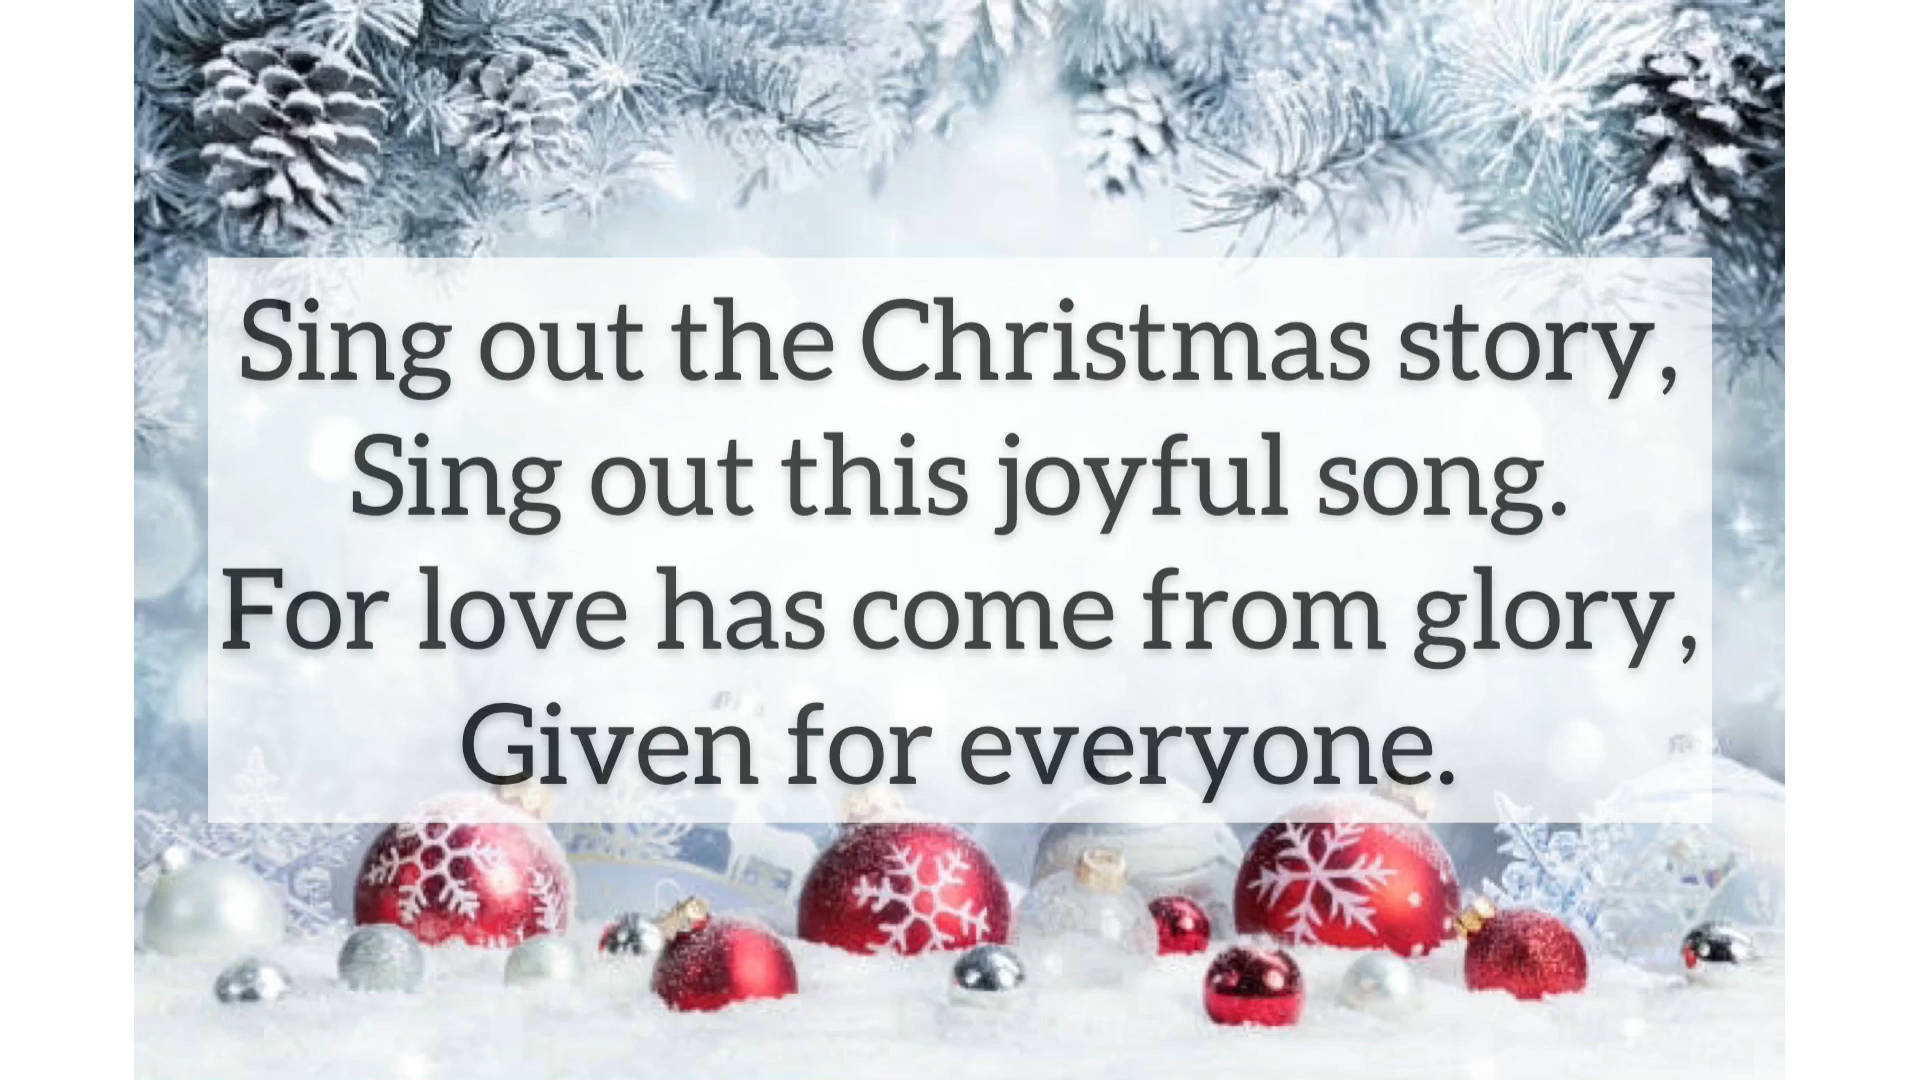 Sing out the Christmas story,
Sing out this joyful song.
For love has come from glory,
Given for everyone.